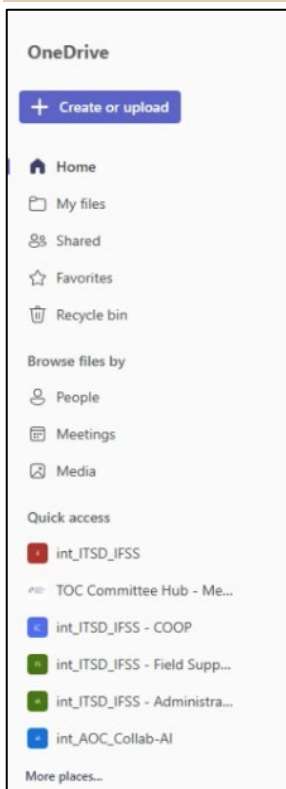 OneDrive
+ Create or upload
Home
My files
Shared
Favorites
Recycle bin
Browse files by
People
Meetings
Media
Quick access
int_ITSD_IFSS
TOC Committee Hub - Me...
int_ITSD_IFSS - COOP
int_ITSD_IFSS - Field Supp...
int_ITSD_IFSS - Administra...
int_AOC_Collab-AI
More places...